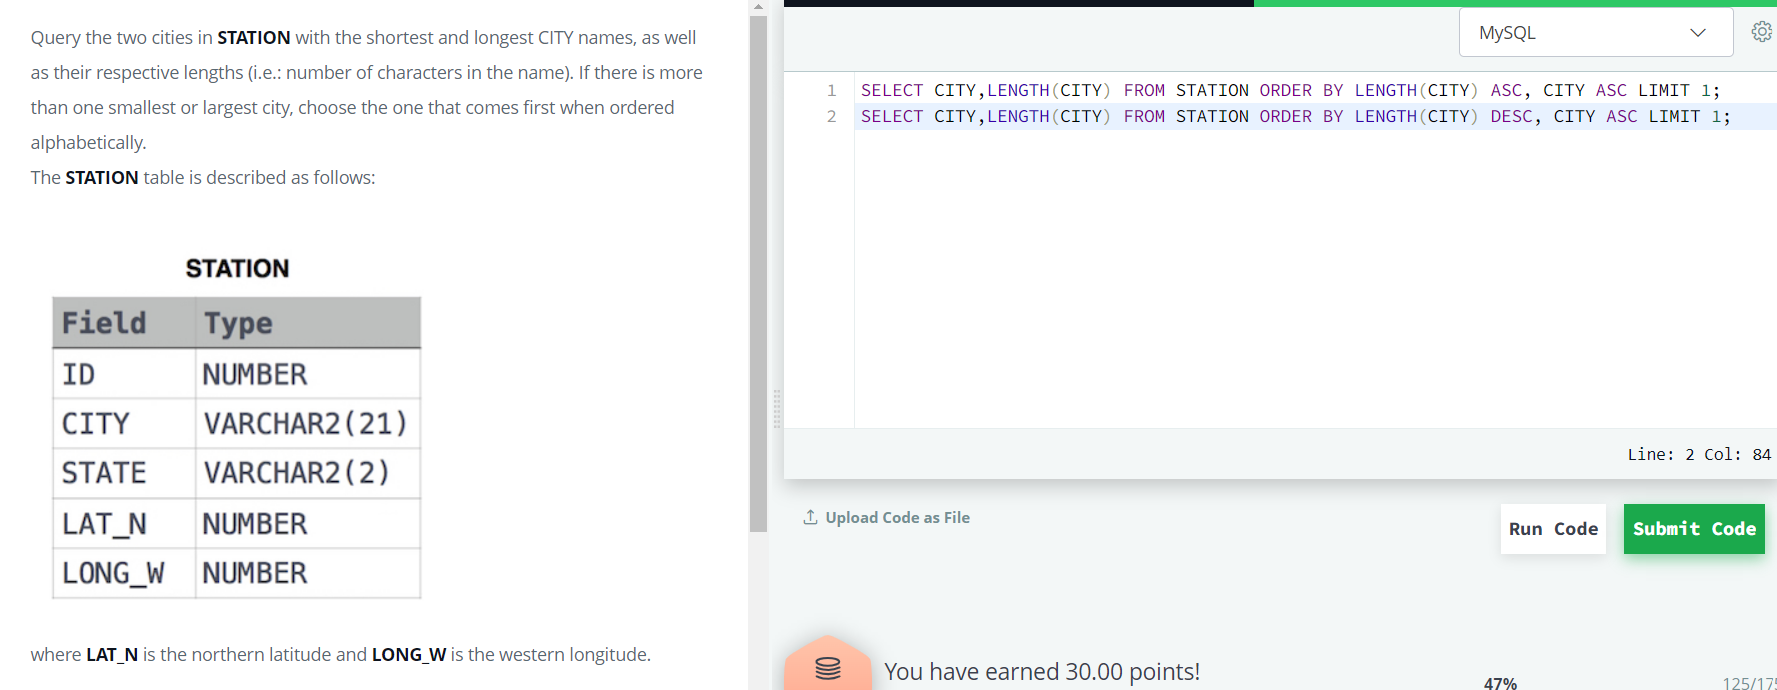 Query the two cities in STATION with the shortest and longest CITY names, as well
as their respective lengths (i.e.: number of characters in the name). If there is more
than one smallest or largest city, choose the one that comes first when ordered
alphabetically.
The STATION table is described as follows:
STATION
Field Type
ID NUMBER
CITY VARCHAR2(21)
STATE VARCHAR2(2)
LAT_N NUMBER
LONG_W NUMBER
where LAT_N is the northern latitude and LONG_W is the western longitude.
MySQL
1 SELECT CITY,LENGTH(CITY) FROM STATION ORDER BY LENGTH(CITY) ASC, CITY ASC LIMIT 1;
2 SELECT CITY,LENGTH(CITY) FROM STATION ORDER BY LENGTH(CITY) DESC, CITY ASC LIMIT 1;
Line: 2 Col: 84
Upload Code as File
Run Code
Submit Code
You have earned 30.00 points!
47%
125/175